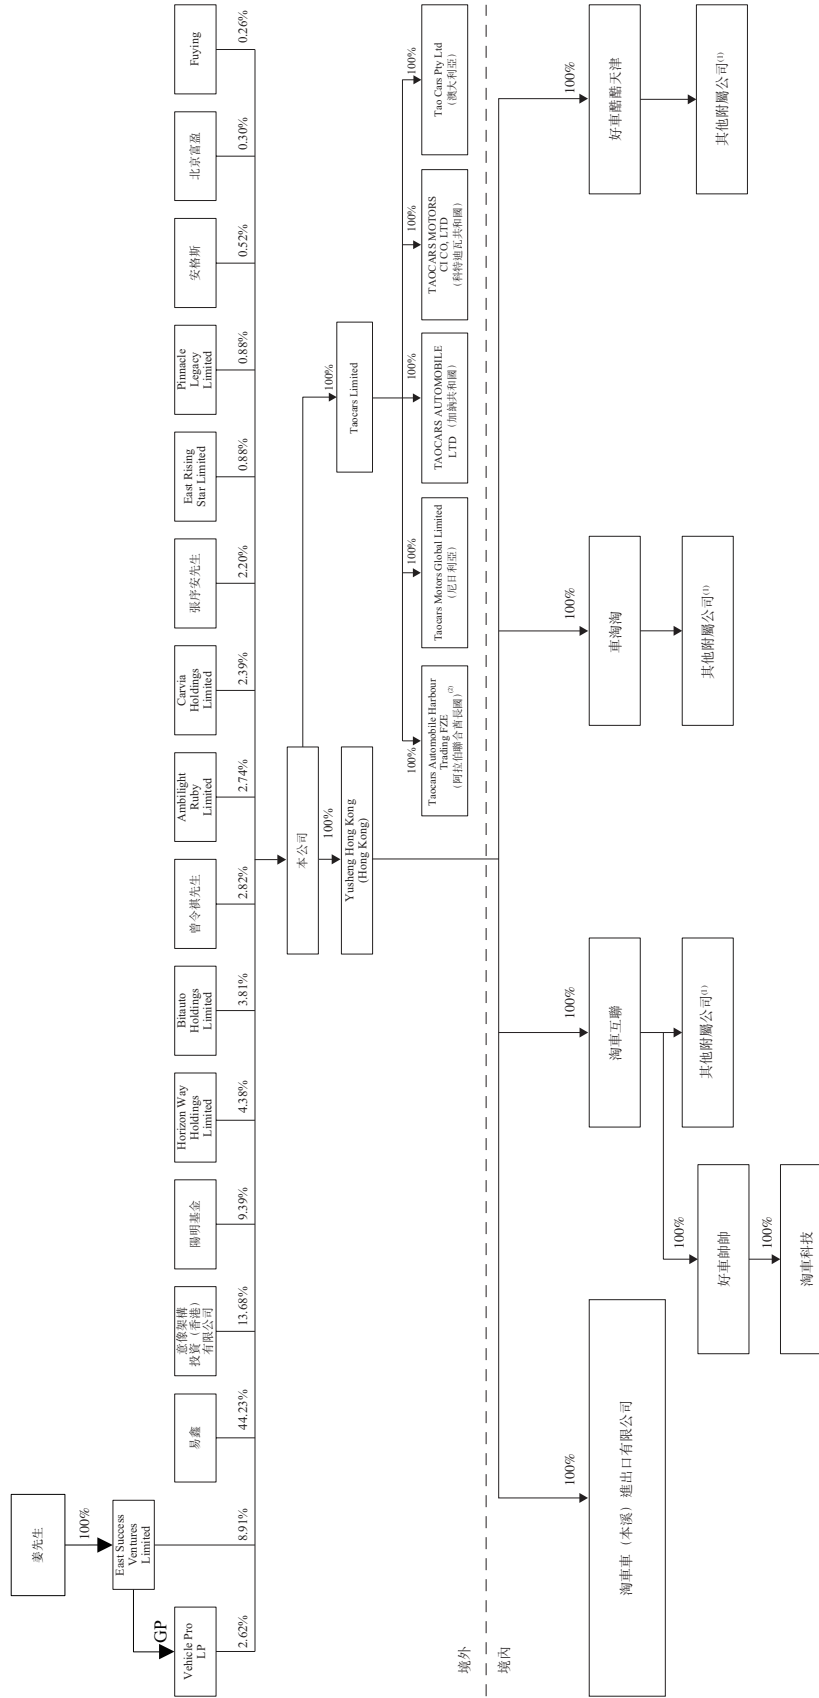 姜先生
100%
East Success
Ventures
Limited
GP
Vehicle Pro
LP
易鑫
意像架構
投資（香港）
有限公司
陽明基金
Horizon Way
Holdings
Limited
Bitauto
Holdings
Limited
曾令祺先生
Ambilight
Ruby
Limited
Carvia
Holdings
Limited
張序安先生
East Rising
Star Limited
Pinnacle
Legacy
Limited
安格斯
北京富盈
Fuying
2.62%
8.91%
44.23%
13.68%
9.39%
4.38%
3.81%
2.82%
2.74%
2.39%
2.20%
0.88%
0.88%
0.52%
0.30%
0.26%
本公司
100%
100%
Yusheng Hong Kong
(Hong Kong)
Taocars Limited
100%
100%
100%
100%
100%
Taocars Automobile Harbour
Trading FZE
（阿拉伯聯合酋長國）(2)
Taocars Motors Global Limited
（尼日利亞）
TAOCARS AUTOMOBILE
LTD（加納共和國）
TAOCARS MOTORS
CI CO, LTD
（科特迪瓦共和國）
Tao Cars Pty Ltd
（澳大利亞）
境外
境內
100%
100%
100%
100%
淘車車（本溪）進出口有限公司
淘車互聯
車淘淘
好車酷酷天津
100%
好車帥帥
其他附屬公司(1)
其他附屬公司(1)
其他附屬公司(1)
100%
淘車科技